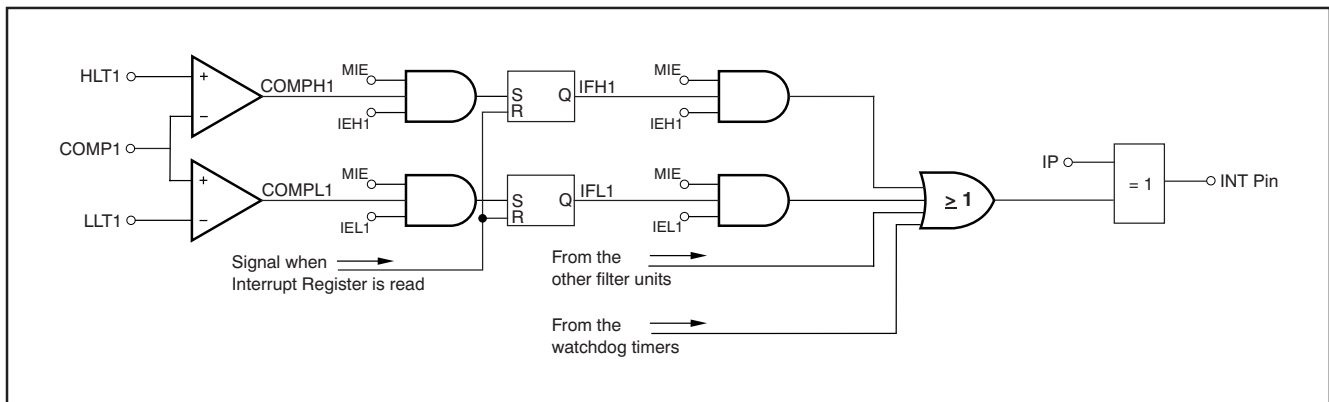 HLT1
+
−
COMPH1
MIE
IEH1
S
R
Q
IFH1
MIE
IEH1
COMP1
+
−
COMPL1
LLT1
MIE
IEL1
S
R
Q
IFL1
MIE
IEL1
≥ 1
IP
= 1
INT Pin
Signal when
Interrupt Register is read
From the
other filter units
From the
watchdog timers